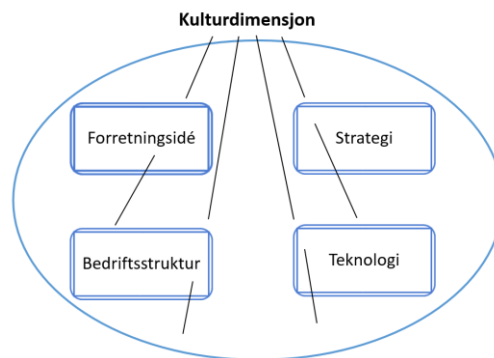 Kulturdimensjon
Forretningsidé
Strategi
Bedriftsstruktur
Teknologi